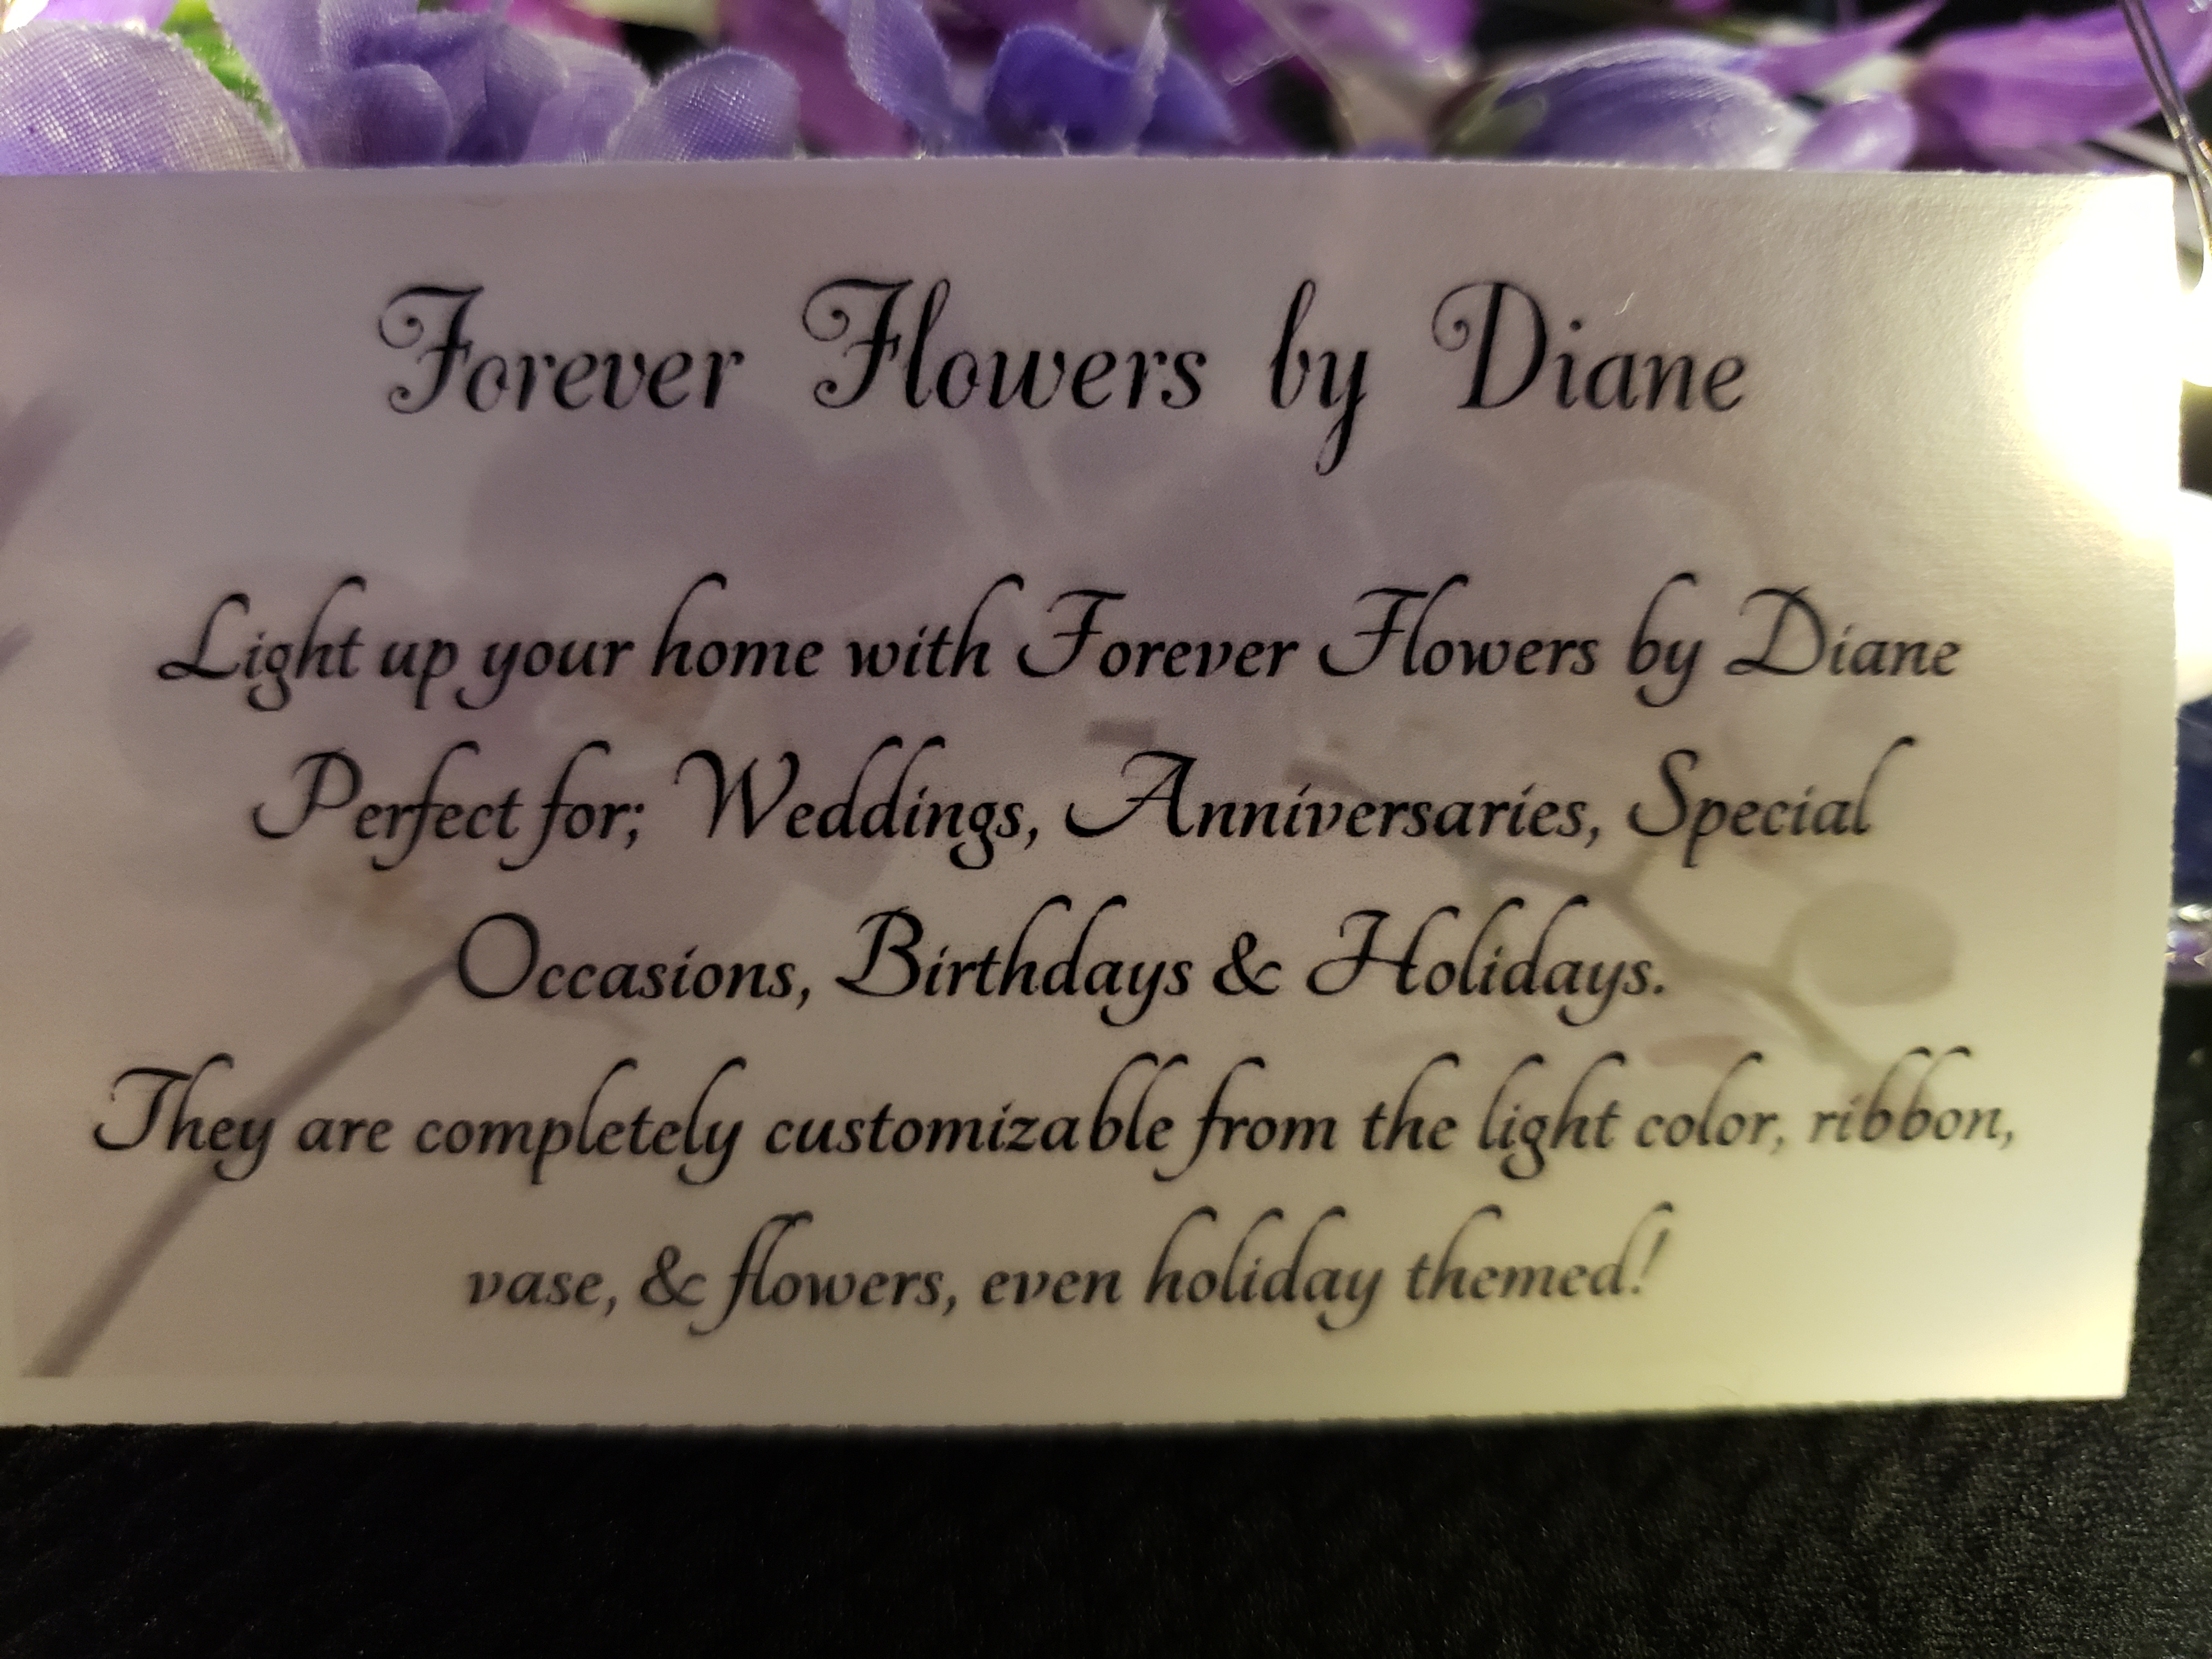 Forever Flowers by Diane
Light up your home with Forever Flowers by Diane
Perfect for; Weddings, Anniversaries, Special
Occasions, Birthdays & Holidays.
They are completely customizable from the light color, ribbon,
vase, & flowers, even holiday themed!